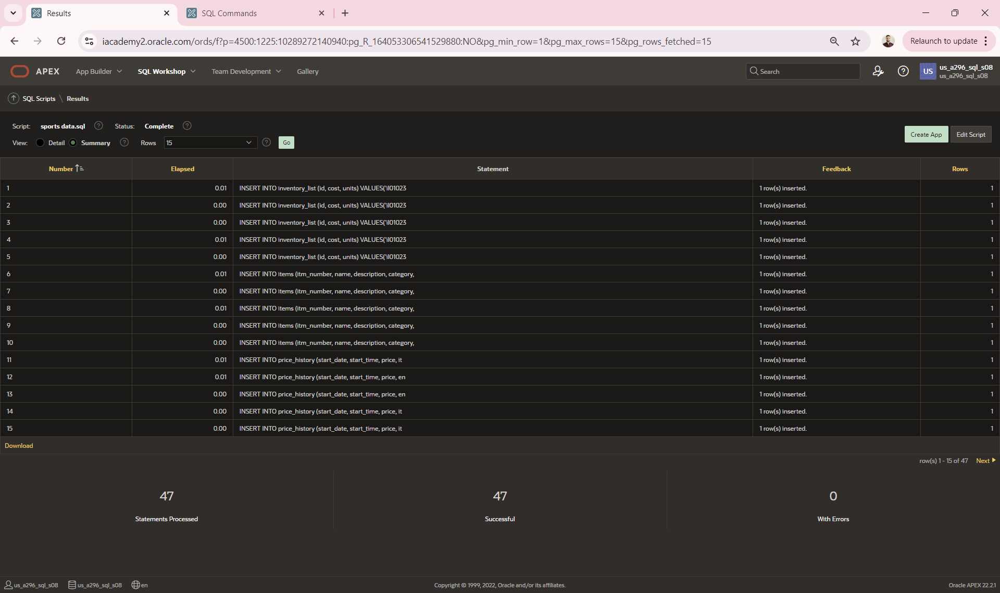 Results
SQL Commands
iacademy2.oracle.com/ords/f?p=4500:1225:10289272140940:pg_R_164053306541529880:NO&pg_min_row=1&pg_max_rows=15&pg_rows_fetched=15
Relaunch to update
APEX App Builder SQL Workshop Team Development Gallery Search US us_a296_sql_s08
us_a296_sql_s08
SQL Scripts \ Results
Script: sports data.sql ? Status: Complete ?
View: Detail Summary ? Rows 15 ? Go Create App Edit Script
Number Elapsed Statement Feedback Rows
1 0.01 INSERT INTO inventory_list (id, cost, units) VALUES('il01023 1 row(s) inserted. 1
2 0.00 INSERT INTO inventory_list (id, cost, units) VALUES('il01023 1 row(s) inserted. 1
3 0.00 INSERT INTO inventory_list (id, cost, units) VALUES('il01023 1 row(s) inserted. 1
4 0.01 INSERT INTO inventory_list (id, cost, units) VALUES('il01023 1 row(s) inserted. 1
5 0.00 INSERT INTO inventory_list (id, cost, units) VALUES('il01023 1 row(s) inserted. 1
6 0.01 INSERT INTO items (itm_number, name, description, category, 1 row(s) inserted. 1
7 0.00 INSERT INTO items (itm_number, name, description, category, 1 row(s) inserted. 1
8 0.01 INSERT INTO items (itm_number, name, description, category, 1 row(s) inserted. 1
9 0.00 INSERT INTO items (itm_number, name, description, category, 1 row(s) inserted. 1
10 0.00 INSERT INTO items (itm_number, name, description, category, 1 row(s) inserted. 1
11 0.01 INSERT INTO price_history (start_date, start_time, price, it 1 row(s) inserted. 1
12 0.01 INSERT INTO price_history (start_date, start_time, price, en 1 row(s) inserted. 1
13 0.00 INSERT INTO price_history (start_date, start_time, price, en 1 row(s) inserted. 1
14 0.00 INSERT INTO price_history (start_date, start_time, price, it 1 row(s) inserted. 1
15 0.00 INSERT INTO price_history (start_date, start_time, price, it 1 row(s) inserted. 1
Download
row(s) 1 - 15 of 47 Next
47 47 0
Statements Processed Successful With Errors
us_a296_sql_s08 us_a296_sql_s08 en Copyright © 1999, 2022, Oracle and/or its affiliates. Oracle APEX 22.2.1